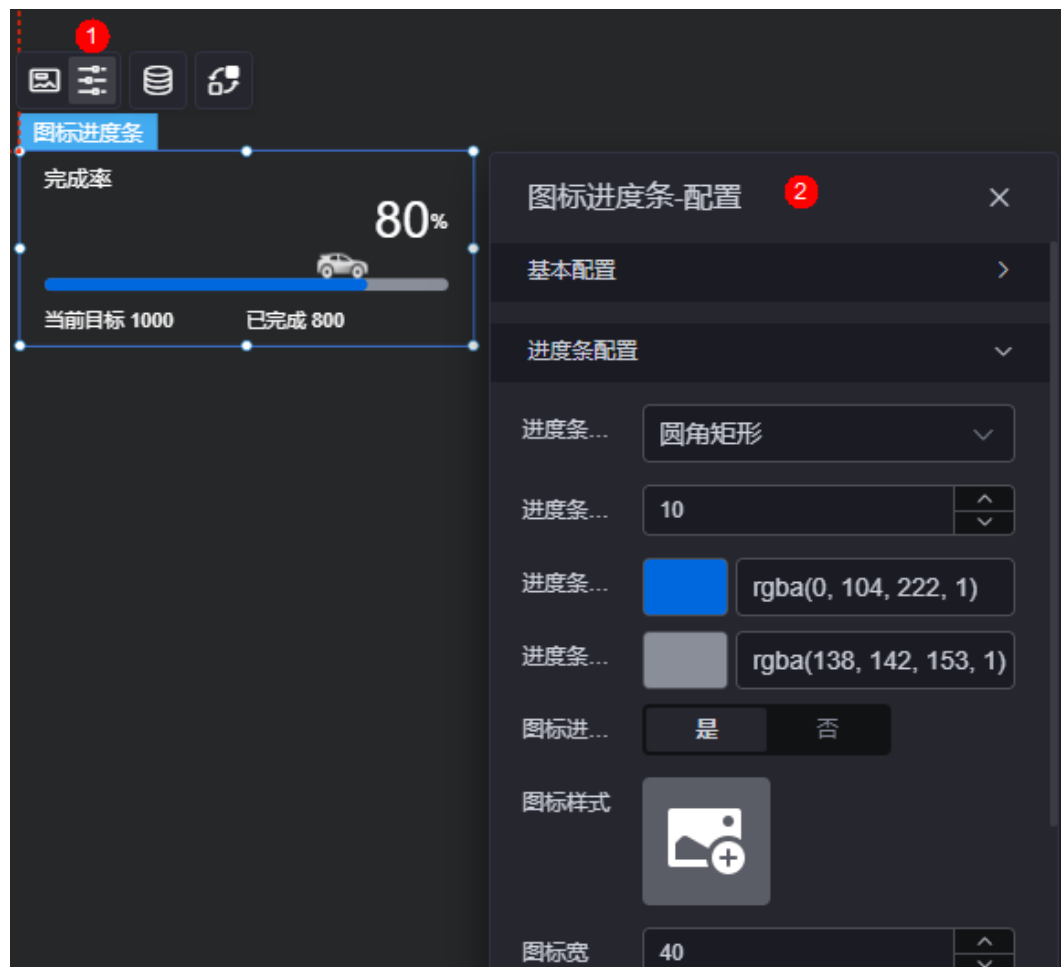 1
图标进度条
完成率
80%
当前目标 1000 已完成 800
图标进度条-配置 2
基本配置
进度条配置
进度条... 圆角矩形
进度条... 10
进度条... rgba(0, 104, 222, 1)
进度条... rgba(138, 142, 153, 1)
图标进... 是 否
图标样式
图标宽 40